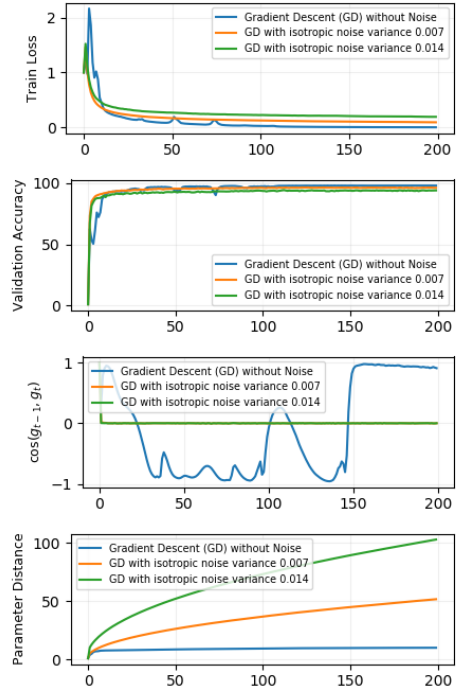 2
1
0
Train Loss
Gradient Descent (GD) without Noise
GD with isotropic noise variance 0.007
GD with isotropic noise variance 0.014
0 50 100 150 200
100
50
0
Validation Accuracy
Gradient Descent (GD) without Noise
GD with isotropic noise variance 0.007
GD with isotropic noise variance 0.014
0 50 100 150 200
1
0
−1
cos(gₜ₋₁, gₜ)
Gradient Descent (GD) without Noise
GD with isotropic noise variance 0.007
GD with isotropic noise variance 0.014
0 50 100 150 200
100
50
0
Parameter Distance
Gradient Descent (GD) without Noise
GD with isotropic noise variance 0.007
GD with isotropic noise variance 0.014
0 50 100 150 200